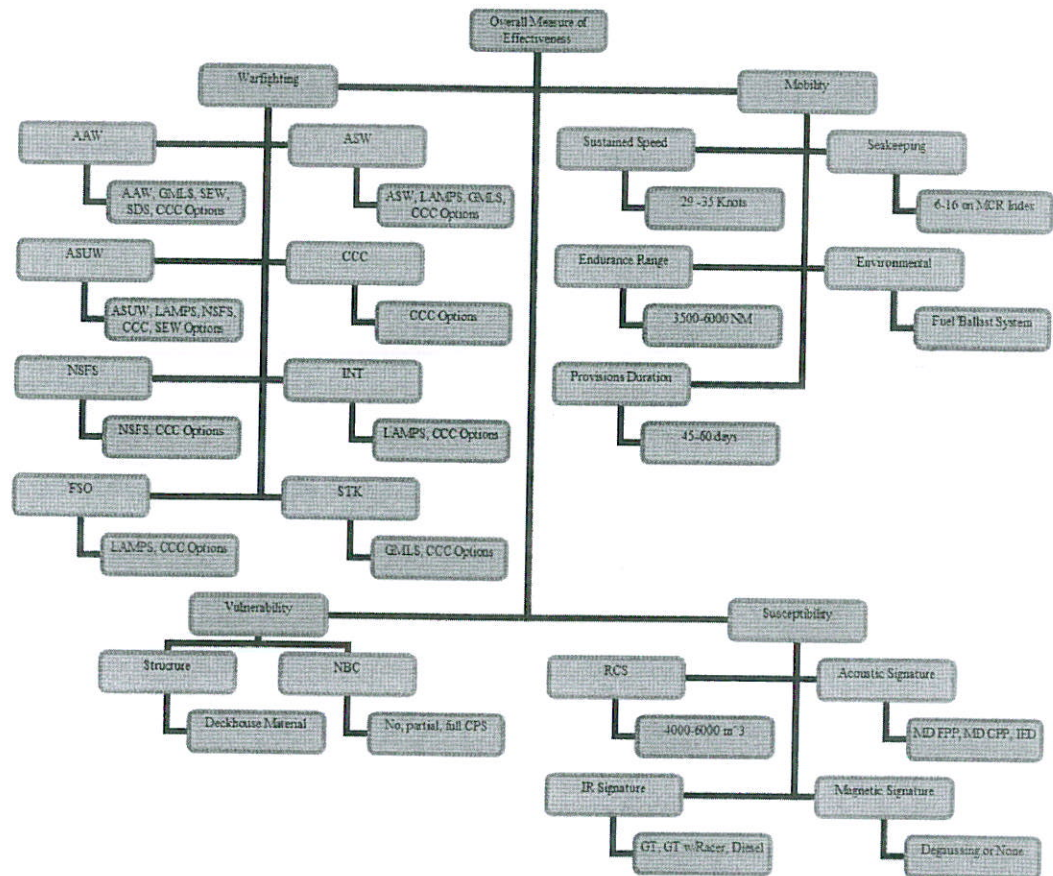 Overall Measure of
Effectiveness
Warfighting
Mobility
AAW
ASW
AAW, GMLS, SEW,
SDS, CCC Options
ASW, LAMPS, GMLS,
CCC Options
ASUW
CCC
ASUW, LAMPS, NSFS,
CCC, SEW Options
CCC Options
NSFS
INT
NSFS, CCC Options
LAMPS, CCC Options
FSO
STK
LAMPS, CCC Options
GMLS, CCC Options
Sustained Speed
Seakeeping
29 -35 Knots
6-16 on MCR Index
Endurance Range
Environmental
3500-6000 NM
Fuel/Ballast System
Provisions Duration
45-60 days
Vulnerability
Susceptibility
Structure
NBC
Deckhouse Material
No, partial, full CPS
RCS
Acoustic Signature
4000-6000 m^3
MD FPP, MD CPP, IED
IR Signature
Magnetic Signature
GT, GT w-Racer, Diesel
Degaussing or None